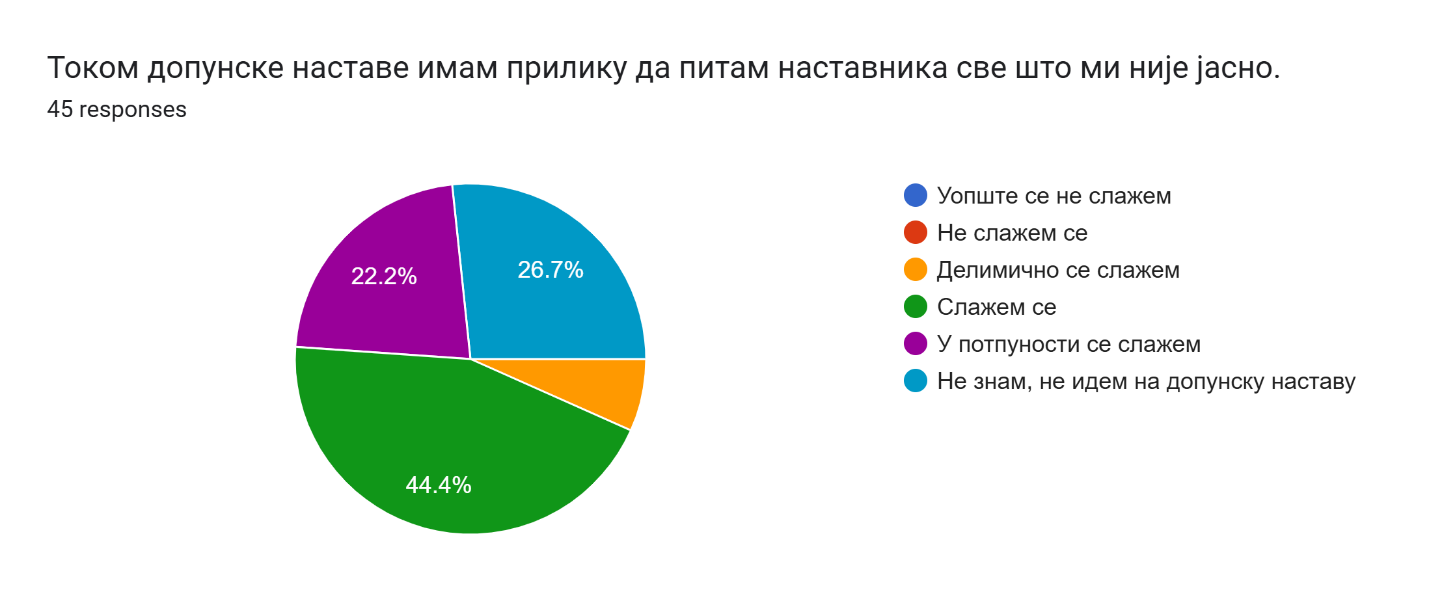 Током допунске наставе имам прилику да питам наставника све што ми није јасно.
45 responses
26.7%
22.2%
44.4%
Уопште се не слажем
Не слажем се
Делимично се слажем
Слажем се
У потпуности се слажем
Не знам, не идем на допунску наставу